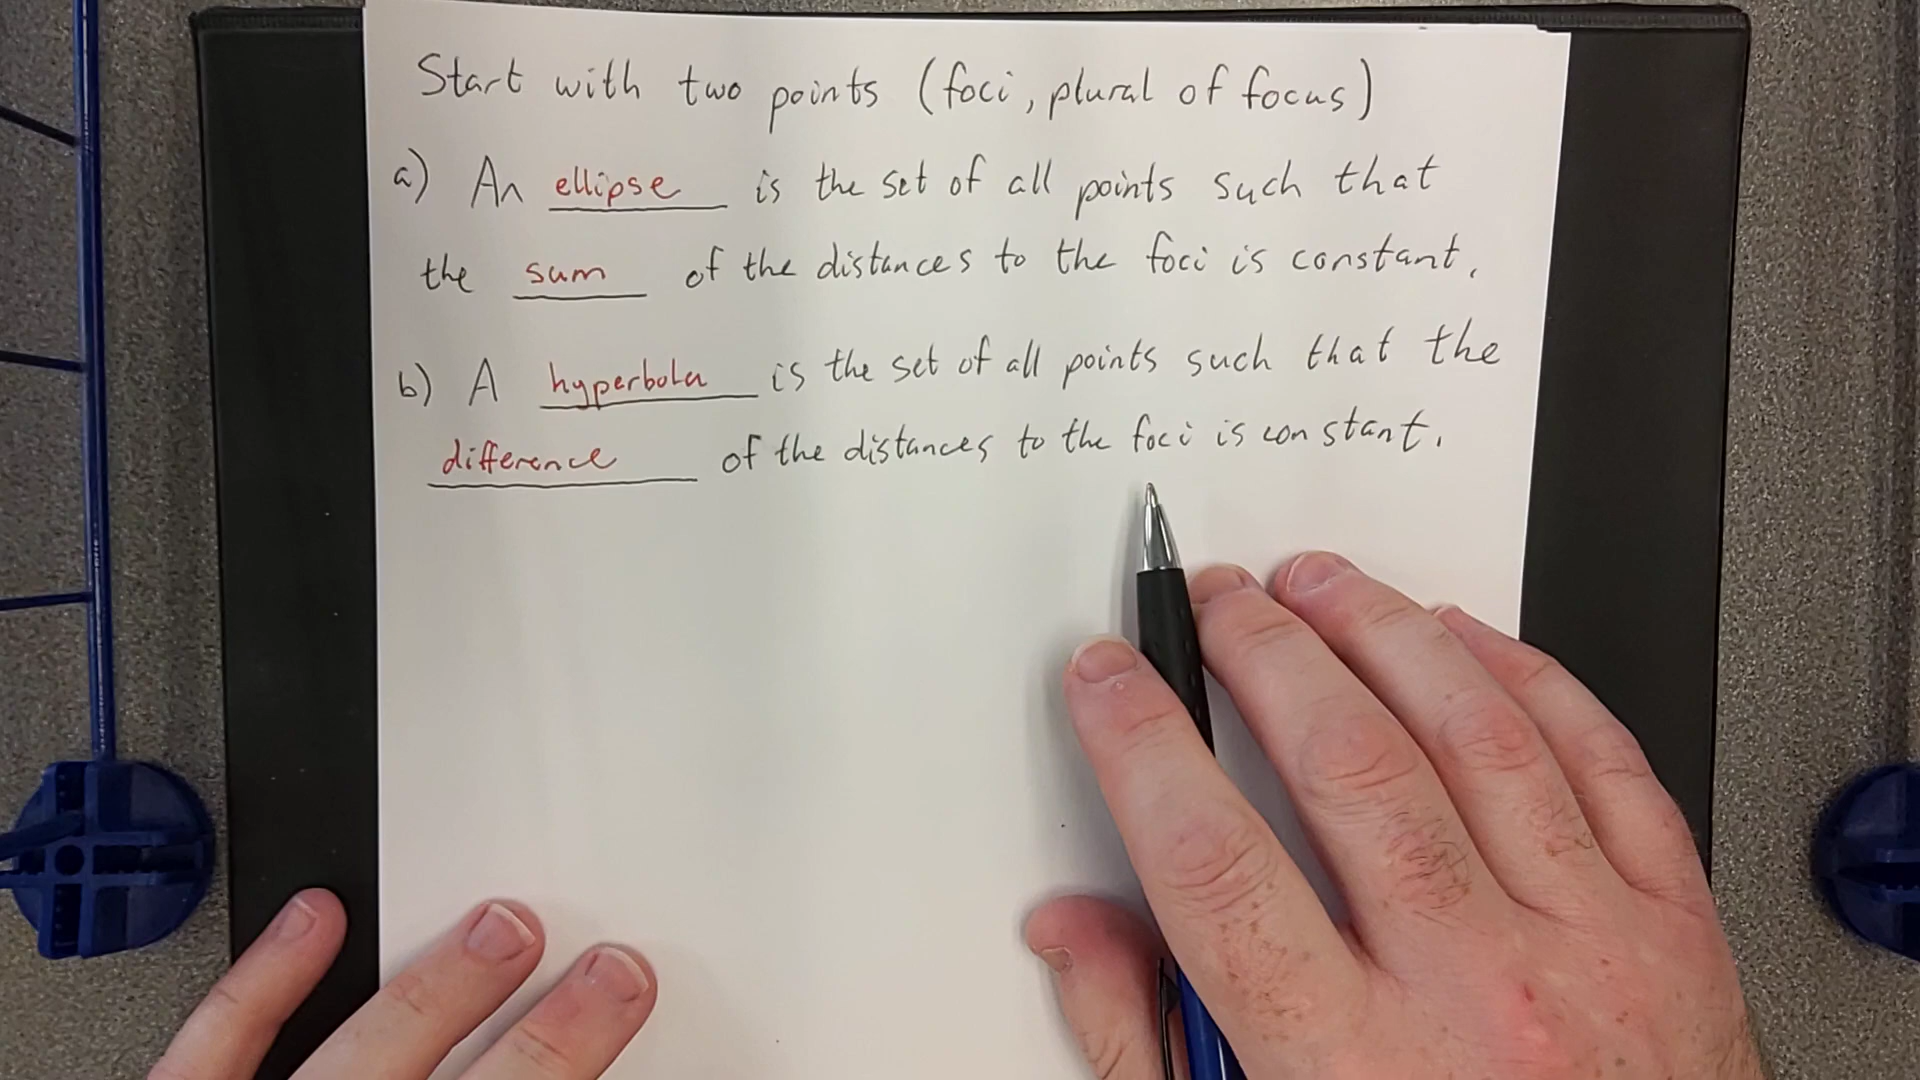 Start with two points (foci, plural of focus)
a) An ellipse is the set of all points such that
the sum of the distances to the foci is constant.
b) A hyperbola is the set of all points such that the
difference of the distances to the foci is constant.